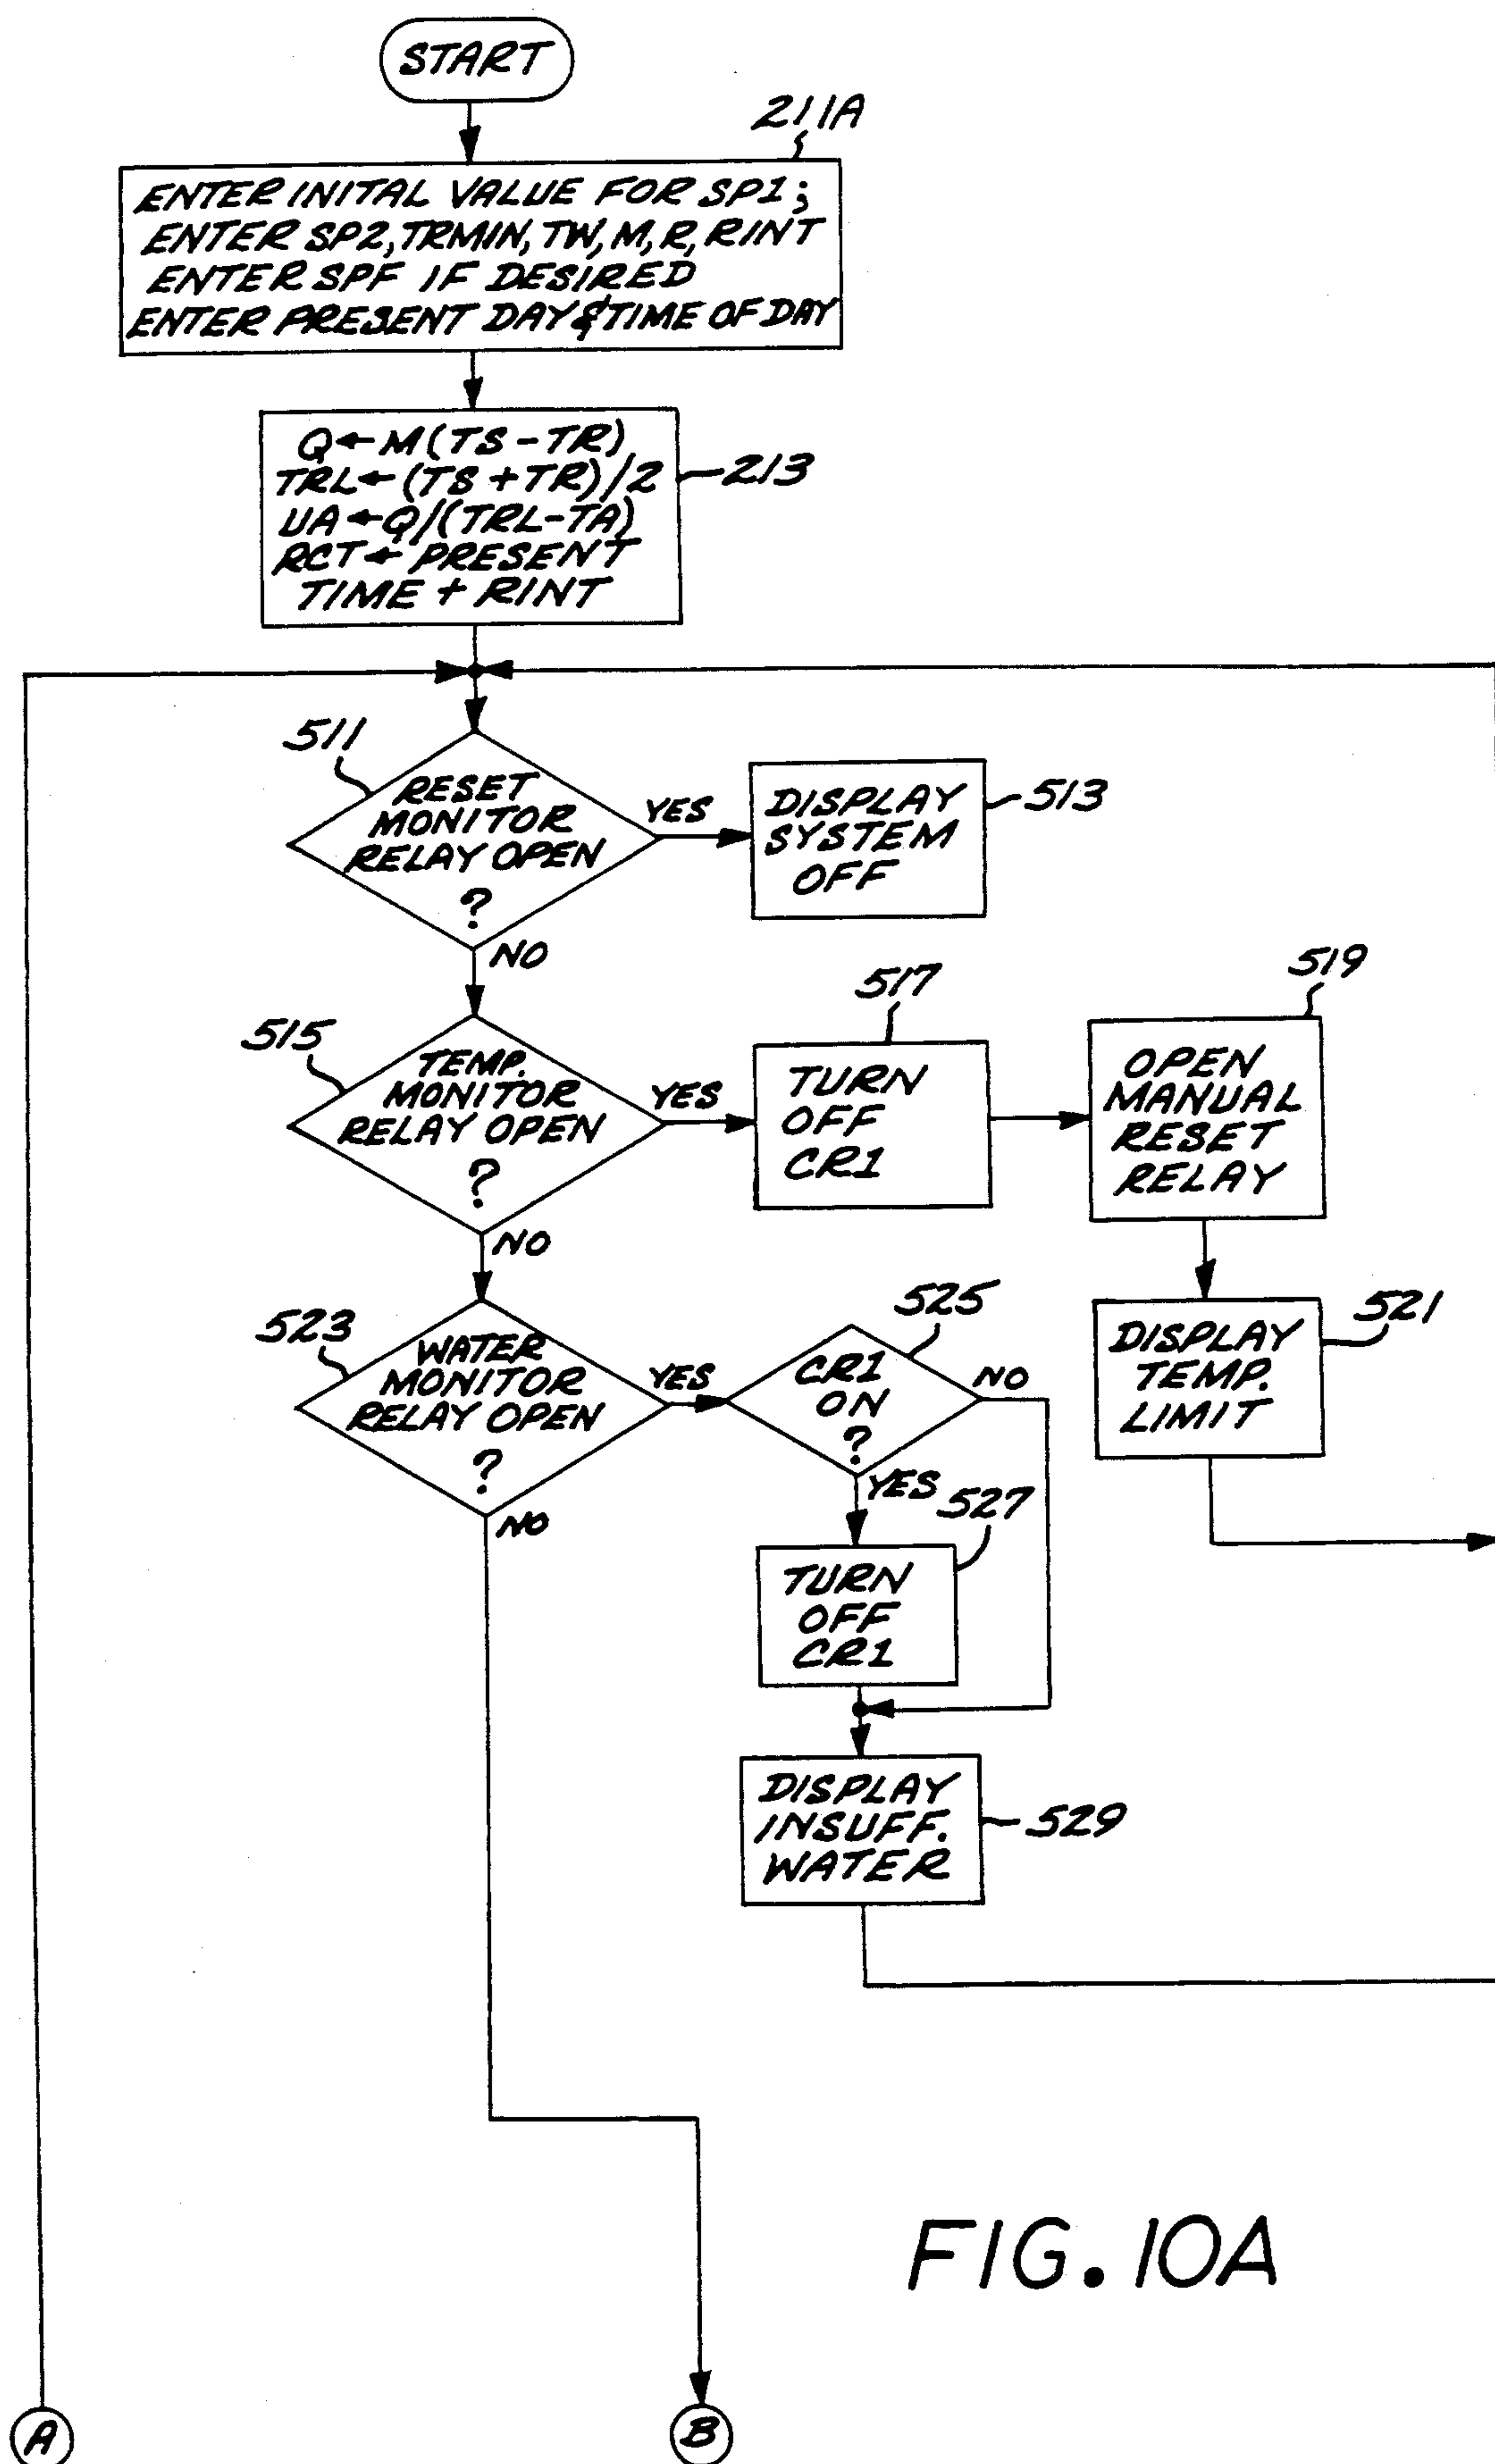 START
211A
ENTER INITAL VALUE FOR SP1;
ENTER SP2, TRMIN, TW, M, R, RINT
ENTER SPF IF DESIRED
ENTER PRESENT DAY & TIME OF DAY
Q←M(TS-TR)
TRL←(TS+TR)/2
UA←Q/(TRL-TA)
RCT←PRESENT
TIME + RINT
213
511
RESET
MONITOR
RELAY OPEN
?
YES
NO
DISPLAY
SYSTEM
OFF
513
515
TEMP.
MONITOR
RELAY OPEN
?
YES
NO
517
TURN
OFF
CR1
519
OPEN
MANUAL
RESET
RELAY
521
DISPLAY
TEMP.
LIMIT
523
WATER
MONITOR
RELAY OPEN
?
YES
NO
525
CR1
ON
?
NO
YES
527
TURN
OFF
CR1
DISPLAY
INSUFF.
WATER
529
FIG. 10A
A
B